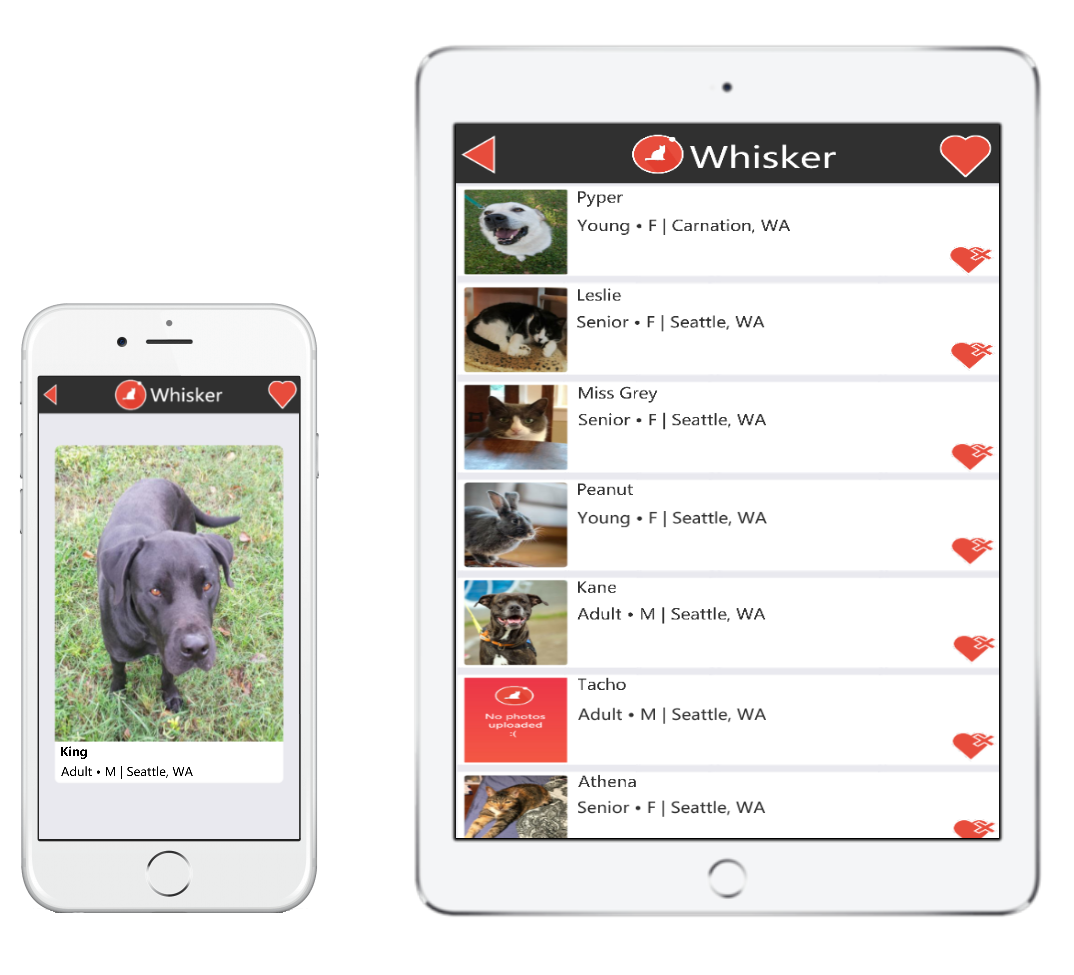 Whisker
King
Adult • M | Seattle, WA
Whisker
Pyper
Young • F | Carnation, WA
Leslie
Senior • F | Seattle, WA
Miss Grey
Senior • F | Seattle, WA
Peanut
Young • F | Seattle, WA
Kane
Adult • M | Seattle, WA
No photos
uploaded
:(
Tacho
Adult • M | Seattle, WA
Athena
Senior • F | Seattle, WA